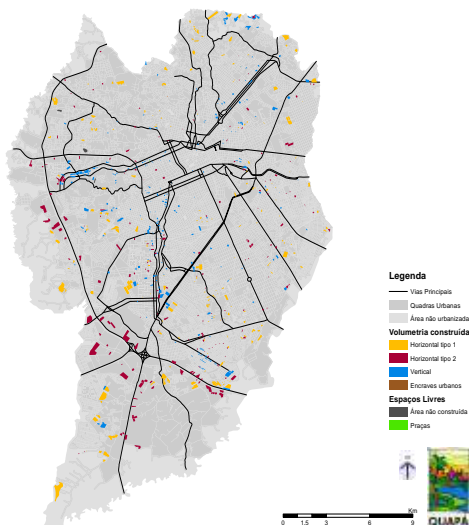 Legenda
Vias Principais
Quadras Urbanas
Área não urbanizada
Volumetria construída
Horizontal tipo 1
Horizontal tipo 2
Vertical
Encraves urbanos
Espaços Livres
Área não construída
Praças
Km
0 1.5 3 6 9
QUAPÁ